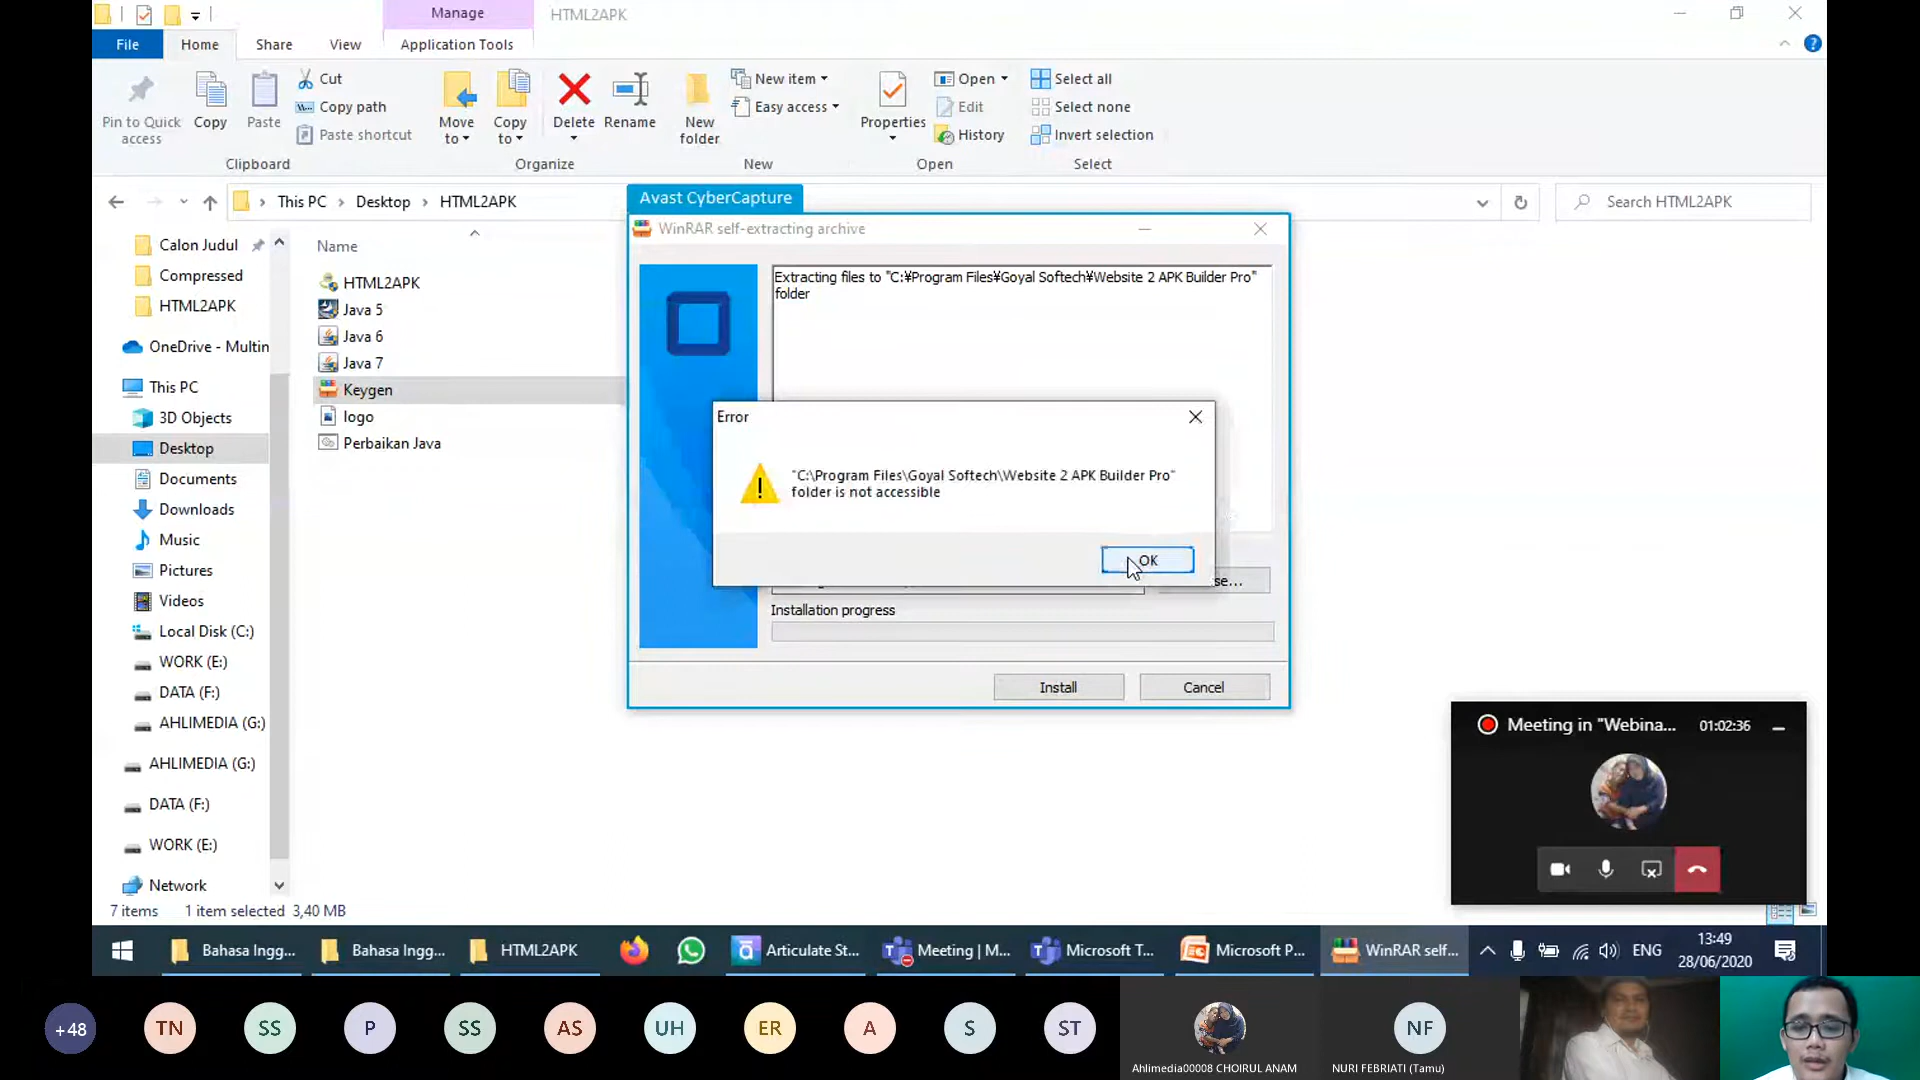 Manage
HTML2APK
File
Home
Share
View
Application Tools
Pin to Quick access
Copy
Paste
Cut
Copy path
Paste shortcut
Clipboard
Move to
Copy to
Delete
Rename
Organize
New folder
New item
Easy access
New
Properties
Open
Edit
History
Open
Select all
Select none
Invert selection
Select
This PC
Desktop
HTML2APK
Search HTML2APK
Calon Judul
Compressed
HTML2APK
OneDrive - Multin
This PC
3D Objects
Desktop
Documents
Downloads
Music
Pictures
Videos
Local Disk (C:)
WORK (E:)
DATA (F:)
AHLIMEDIA (G:)
AHLIMEDIA (G:)
DATA (F:)
WORK (E:)
Network
Name
HTML2APK
Java 5
Java 6
Java 7
Keygen
logo
Perbaikan Java
7 items
1 item selected
3,40 MB
Avast CyberCapture
WinRAR self-extracting archive
Extracting files to "C:¥Program Files¥Goyal Softech¥Website 2 APK Builder Pro"
folder
Error
"C:\Program Files\Goyal Softech\Website 2 APK Builder Pro"
folder is not accessible
OK
se...
Installation progress
Install
Cancel
Meeting in "Webina...
01:02:36
Bahasa Ingg...
Bahasa Ingg...
HTML2APK
Articulate St...
Meeting | M...
Microsoft T...
Microsoft P...
WinRAR self...
ENG
13:49
28/06/2020
+48
TN
SS
P
SS
AS
UH
ER
A
S
ST
Ahlimedia00008 CHOIRUL ANAM
NF
NURI FEBRIATI (Tamu)